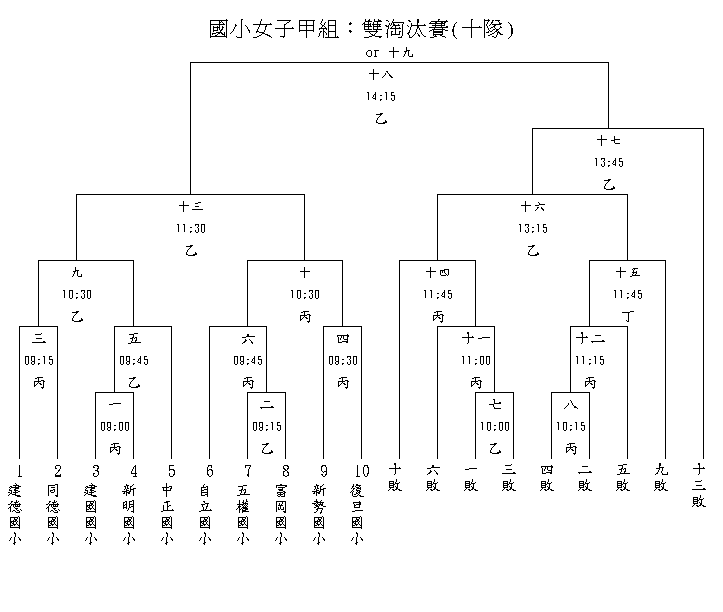 國小女子甲組：雙淘汰賽(十隊)
or 十九
十八
14:15
乙
十七
13:45
乙
十三
11:30
乙
十六
13:15
乙
九
10:30
乙
十
10:30
丙
十四
11:45
丙
十五
11:45
丁
三
09:15
丙
五
09:45
乙
六
09:45
丙
四
09:30
丙
十一
11:00
丙
十二
11:15
丙
一
09:00
丙
二
09:15
乙
七
10:00
乙
八
10:15
丙
1
建德國小
2
同德國小
3
建國國小
4
新明國小
5
中正國小
6
自立國小
7
五權國小
8
富岡國小
9
新勢國小
10
復旦國小
十敗
六敗
一敗
三敗
四敗
二敗
五敗
九敗
十三敗